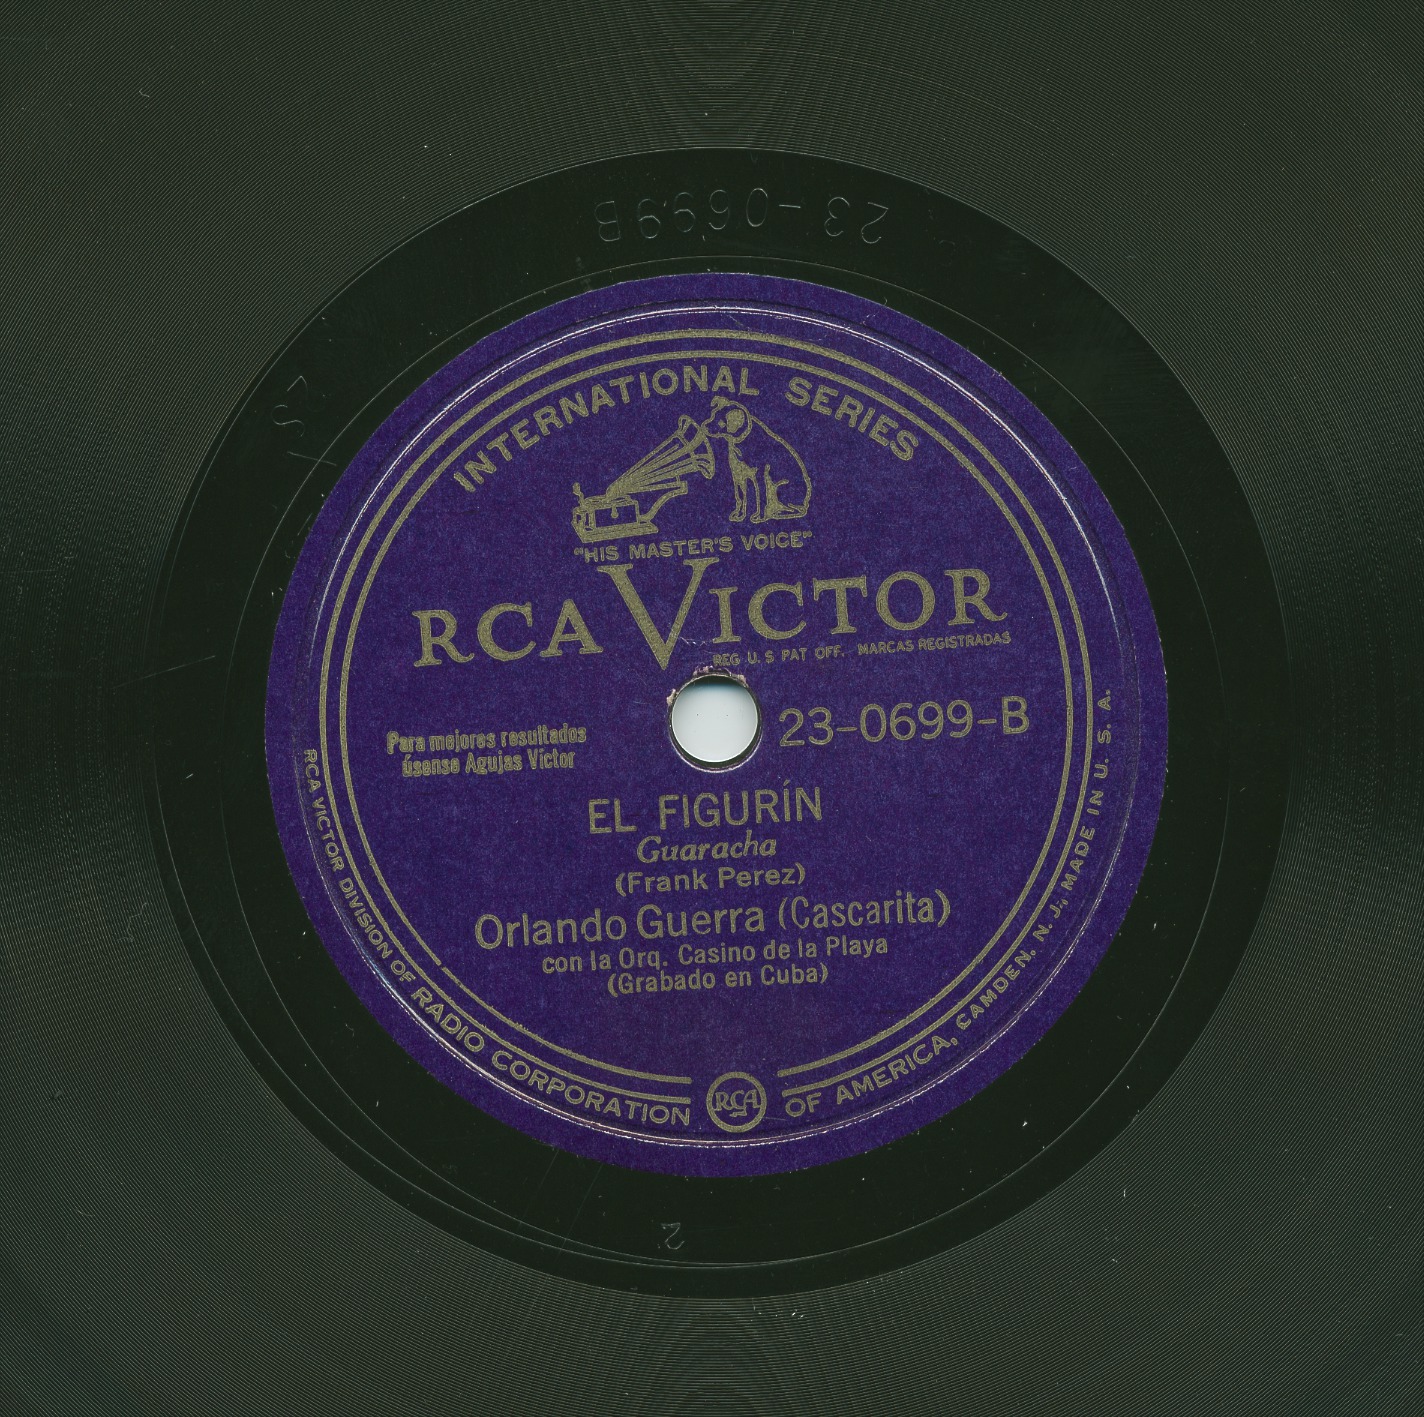 23-0699B
INTERNATIONAL SERIES
"HIS MASTER'S VOICE"
RCA VICTOR
REG U. S PAT OFF. MARCAS REGISTRADAS
23-0699-B
Para mejores resultados
úsense Agujas Victor
EL FIGURÍN
Guaracha
(Frank Perez)
Orlando Guerra (Cascarita)
con la Orq. Casino de la Playa
(Grabado en Cuba)
RCA VICTOR DIVISION OF RADIO CORPORATION OF AMERICA, CAMDEN, N. J., MADE IN U. S. A.
RCA
2